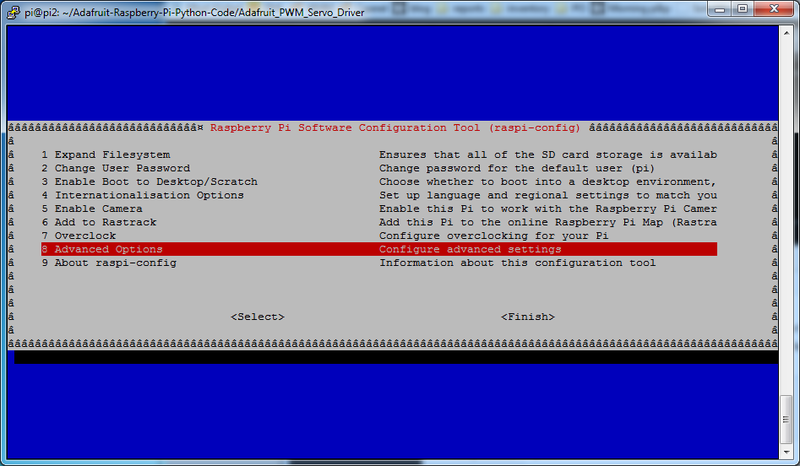 pi@pi2: ~/Adafruit-Raspberry-Pi-Python-Code/Adafruit_PWM_Servo_Driver
Raspberry Pi Software Configuration Tool (raspi-config)
1 Expand Filesystem Ensures that all of the SD card storage is availab
2 Change User Password Change password for the default user (pi)
3 Enable Boot to Desktop/Scratch Choose whether to boot into a desktop environment,
4 Internationalisation Options Set up language and regional settings to match you
5 Enable Camera Enable this Pi to work with the Raspberry Pi Camer
6 Add to Rastrack Add this Pi to the online Raspberry Pi Map (Rastra
7 Overclock Configure overclocking for your Pi
8 Advanced Options Configure advanced settings
9 About raspi-config Information about this configuration tool
<Select> <Finish>